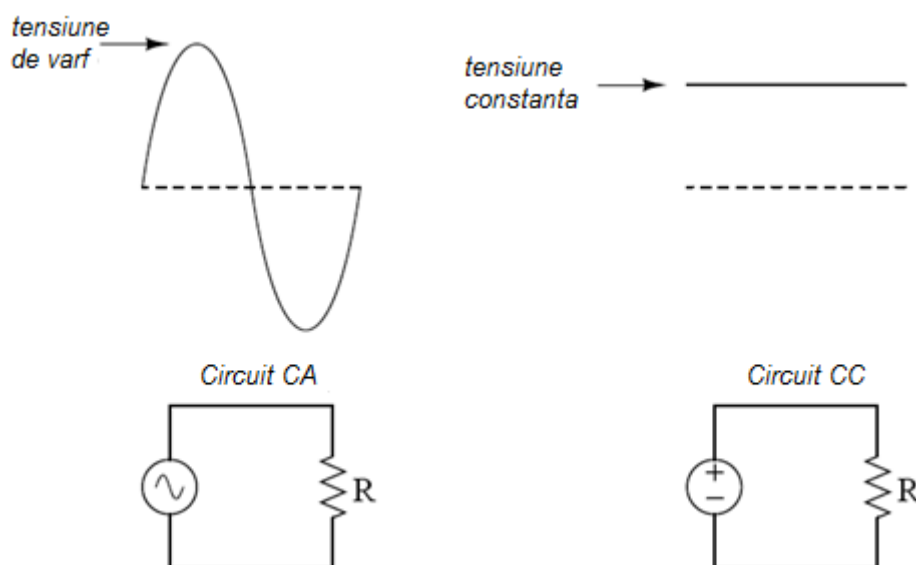 tensiune
de varf
tensiune
constanta
Circuit CA
Circuit CC
R
+
−
R